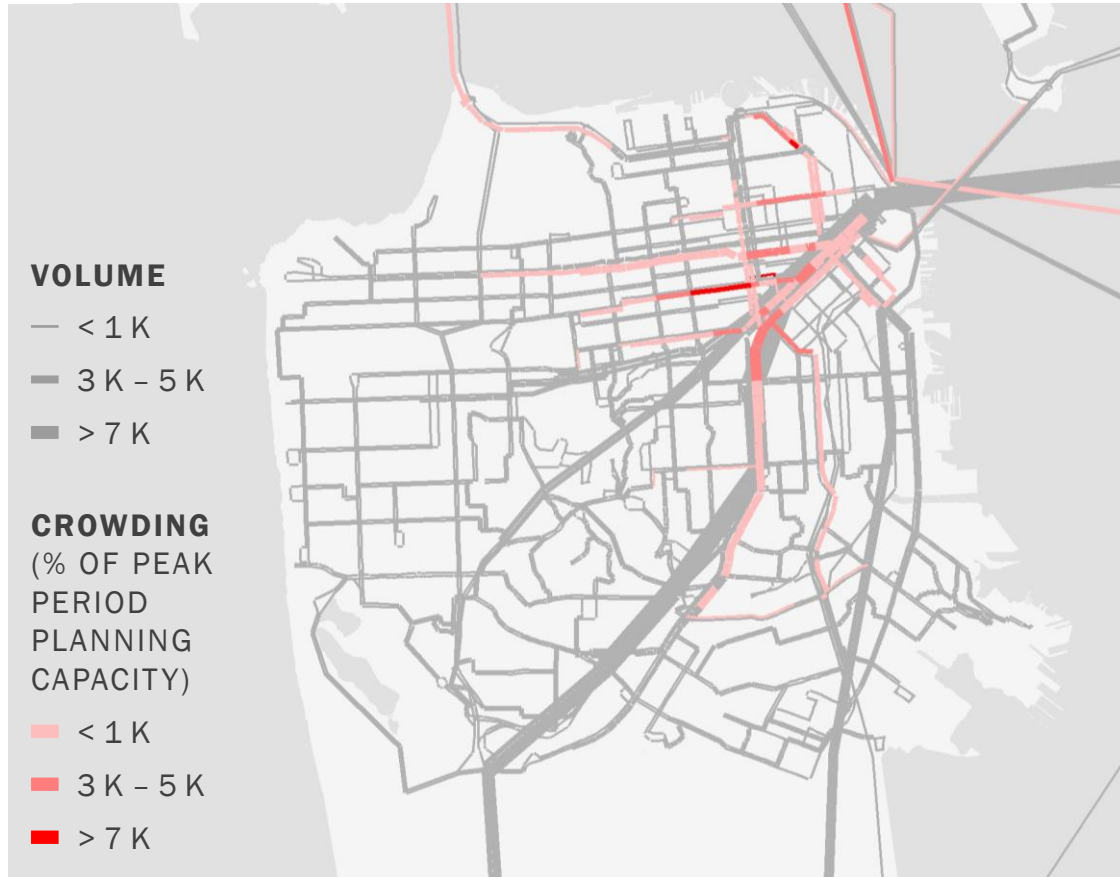 VOLUME
< 1 K
3 K – 5 K
> 7 K
CROWDING
(% OF PEAK
PERIOD
PLANNING
CAPACITY)
< 1 K
3 K – 5 K
> 7 K